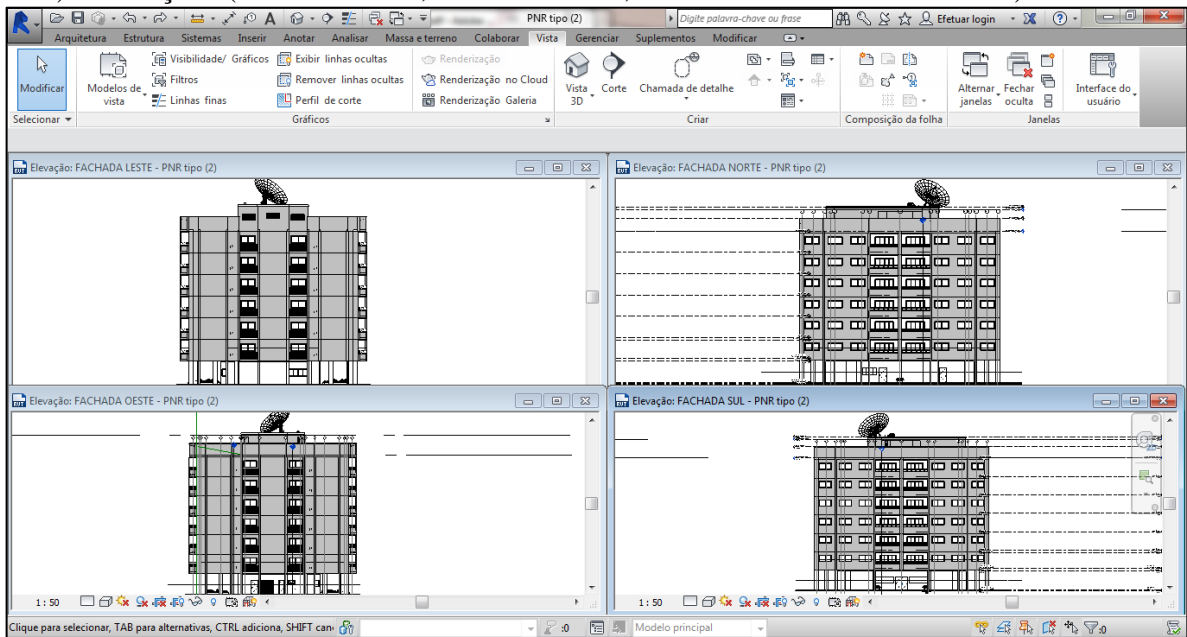 PNR tipo (2)
Digite palavra-chave ou frase
Efetuar login
Arquitetura Estrutura Sistemas Inserir Anotar Analisar Massa e terreno Colaborar Vista Gerenciar Suplementos Modificar
Modificar
Modelos de vista
Visibilidade/ Gráficos
Filtros
Linhas finas
Exibir linhas ocultas
Remover linhas ocultas
Perfil de corte
Renderização
Renderização no Cloud
Renderização Galeria
Vista 3D
Corte
Chamada de detalhe
Alternar janelas
Fechar oculta
Interface do usuário
Selecionar
Gráficos
Criar
Composição da folha
Janelas
Elevação: FACHADA LESTE - PNR tipo (2)
Elevação: FACHADA NORTE - PNR tipo (2)
Elevação: FACHADA OESTE - PNR tipo (2)
Elevação: FACHADA SUL - PNR tipo (2)
1 : 50
1 : 50
Clique para selecionar, TAB para alternativas, CTRL adiciona, SHIFT can
:0
Modelo principal
:0